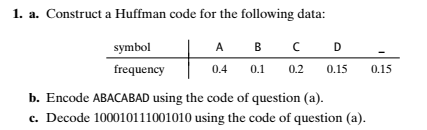 1. a. Construct a Huffman code for the following data:
symbol A B C D _
frequency 0.4 0.1 0.2 0.15 0.15
b. Encode ABACABAD using the code of question (a).
c. Decode 100010111001010 using the code of question (a).